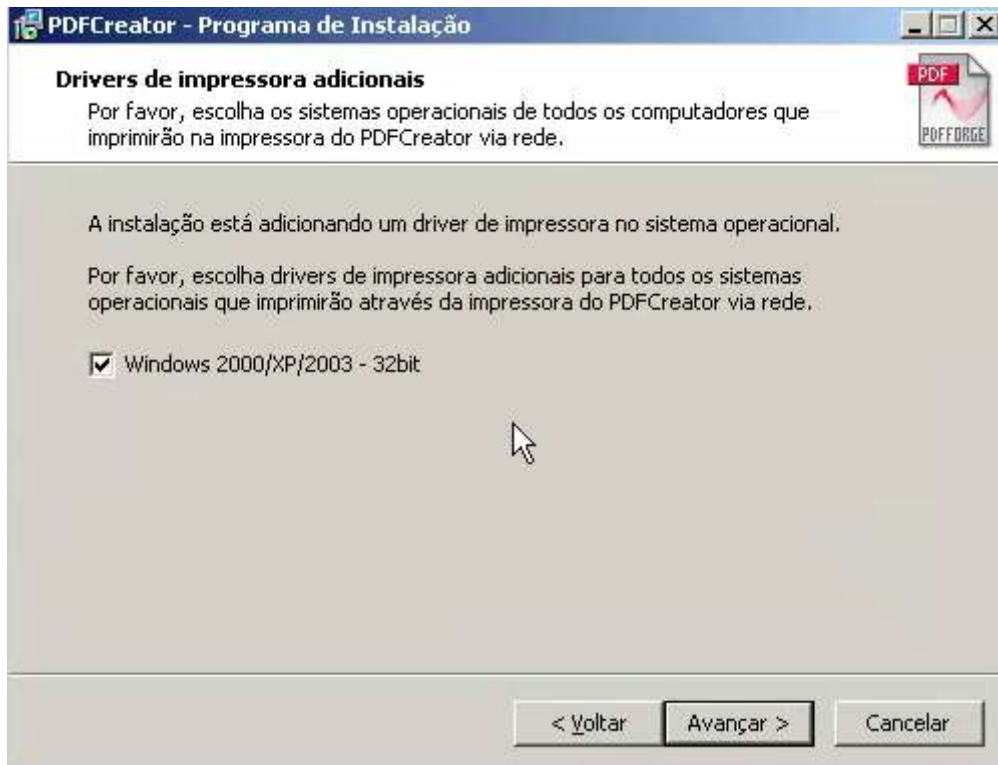 PDFCreator - Programa de Instalação
Drivers de impressora adicionais
Por favor, escolha os sistemas operacionais de todos os computadores que
imprimirão na impressora do PDFCreator via rede.
PDF
PDFFORGE
A instalação está adicionando um driver de impressora no sistema operacional.
Por favor, escolha drivers de impressora adicionais para todos os sistemas
operacionais que imprimirão através da impressora do PDFCreator via rede.
Windows 2000/XP/2003 - 32bit
< Voltar Avançar > Cancelar